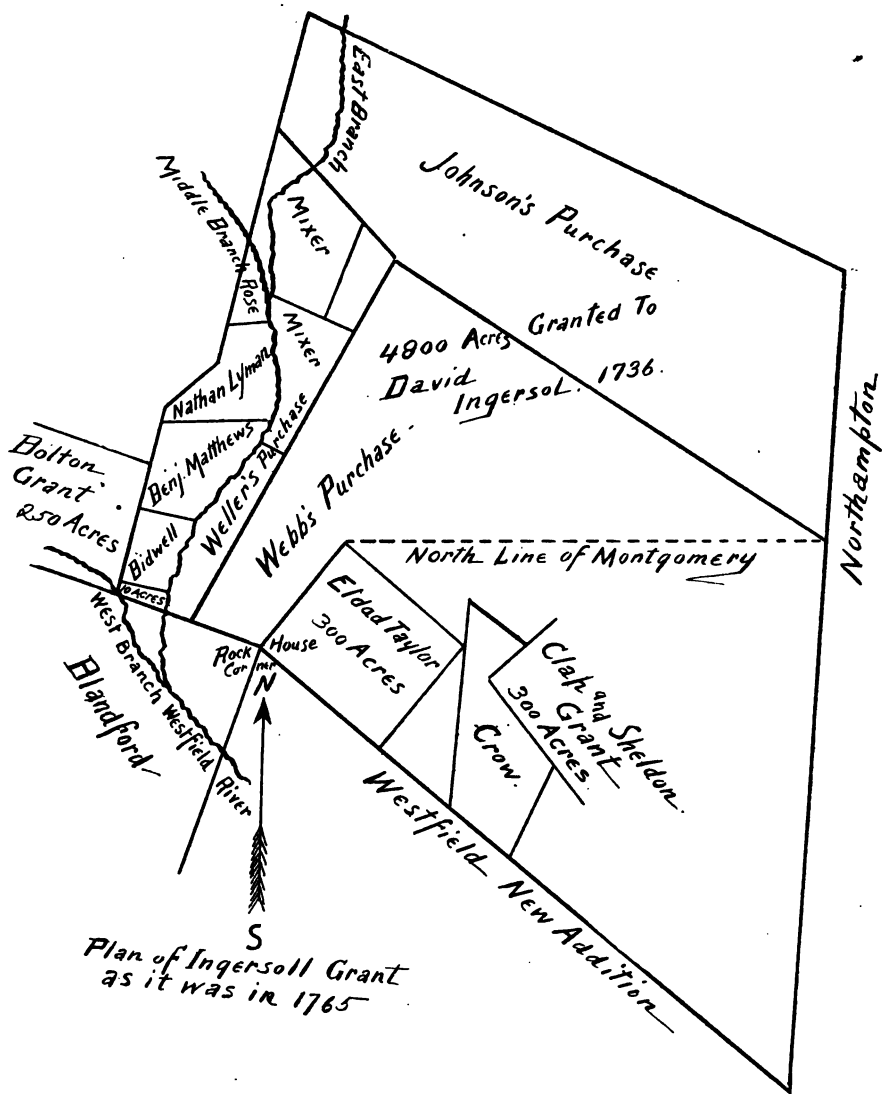 East Branch
Johnson's Purchase
Middle Branch
Rose
Mixer
Mixer
4800 Acres Granted To
David
Ingersol. 1736.
Northampton
Nathan Lyman
Benj. Matthews
Weller's Purchase
Webb's Purchase
Bolton
Grant
250 Acres
Bidwell
10 Acres
North Line of Montgomery
Eldad Taylor
300 Acres
Rock House
Corner
Clap and Sheldon
Grant
300 Acres
Crow.
West Branch Westfield River
Blandford
N
Westfield New Addition
S
Plan of Ingersoll Grant
as it was in 1765